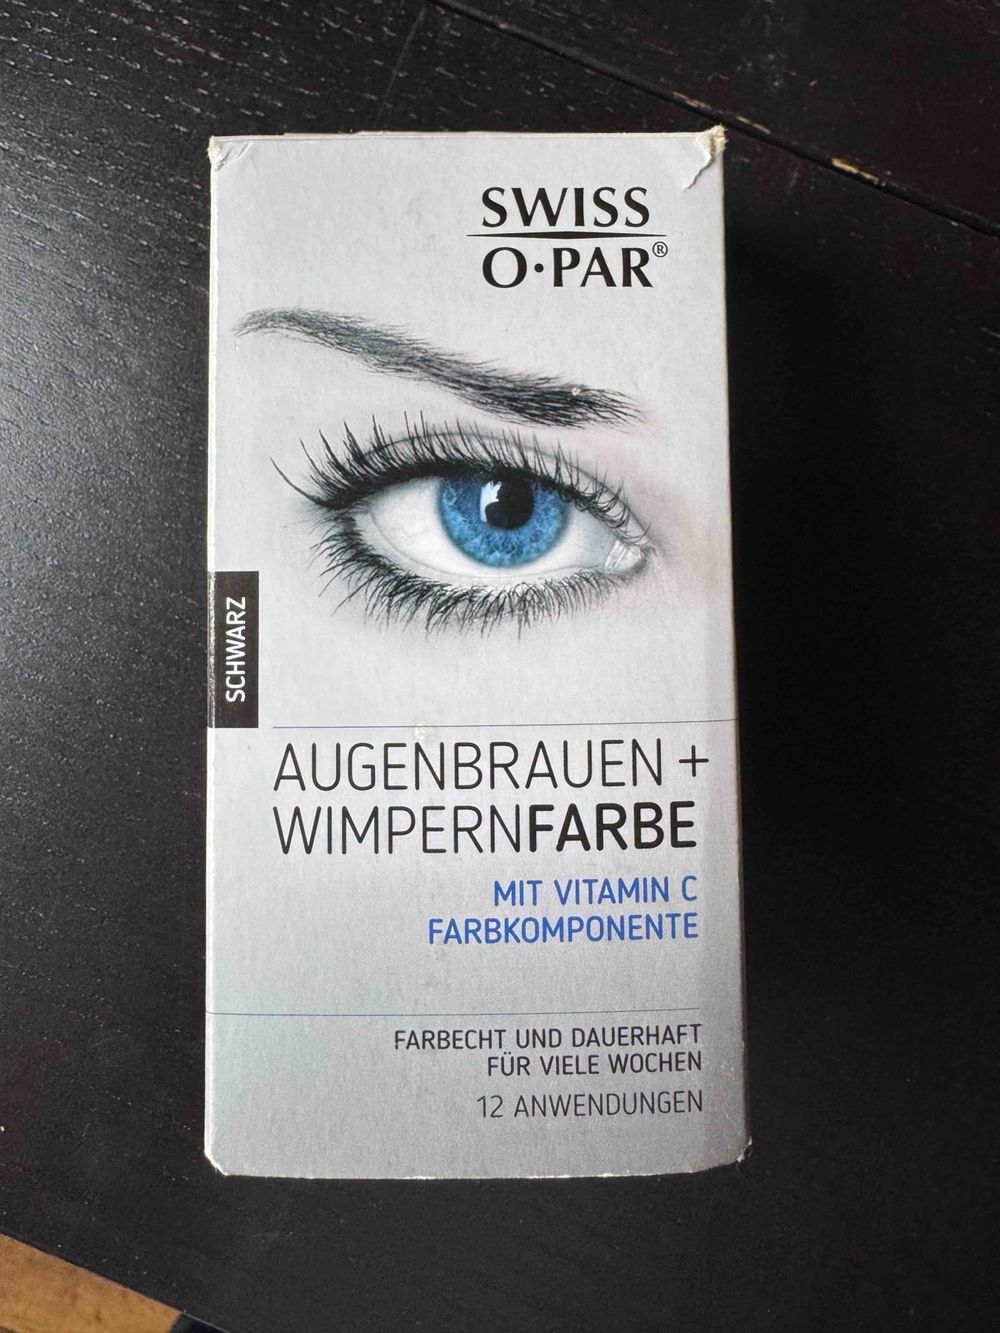 SWISS
O·PAR®
SCHWARZ
AUGENBRAUEN +
WIMPERNFARBE
MIT VITAMIN C
FARBKOMPONENTE
FARBECHT UND DAUERHAFT
FÜR VIELE WOCHEN
12 ANWENDUNGEN